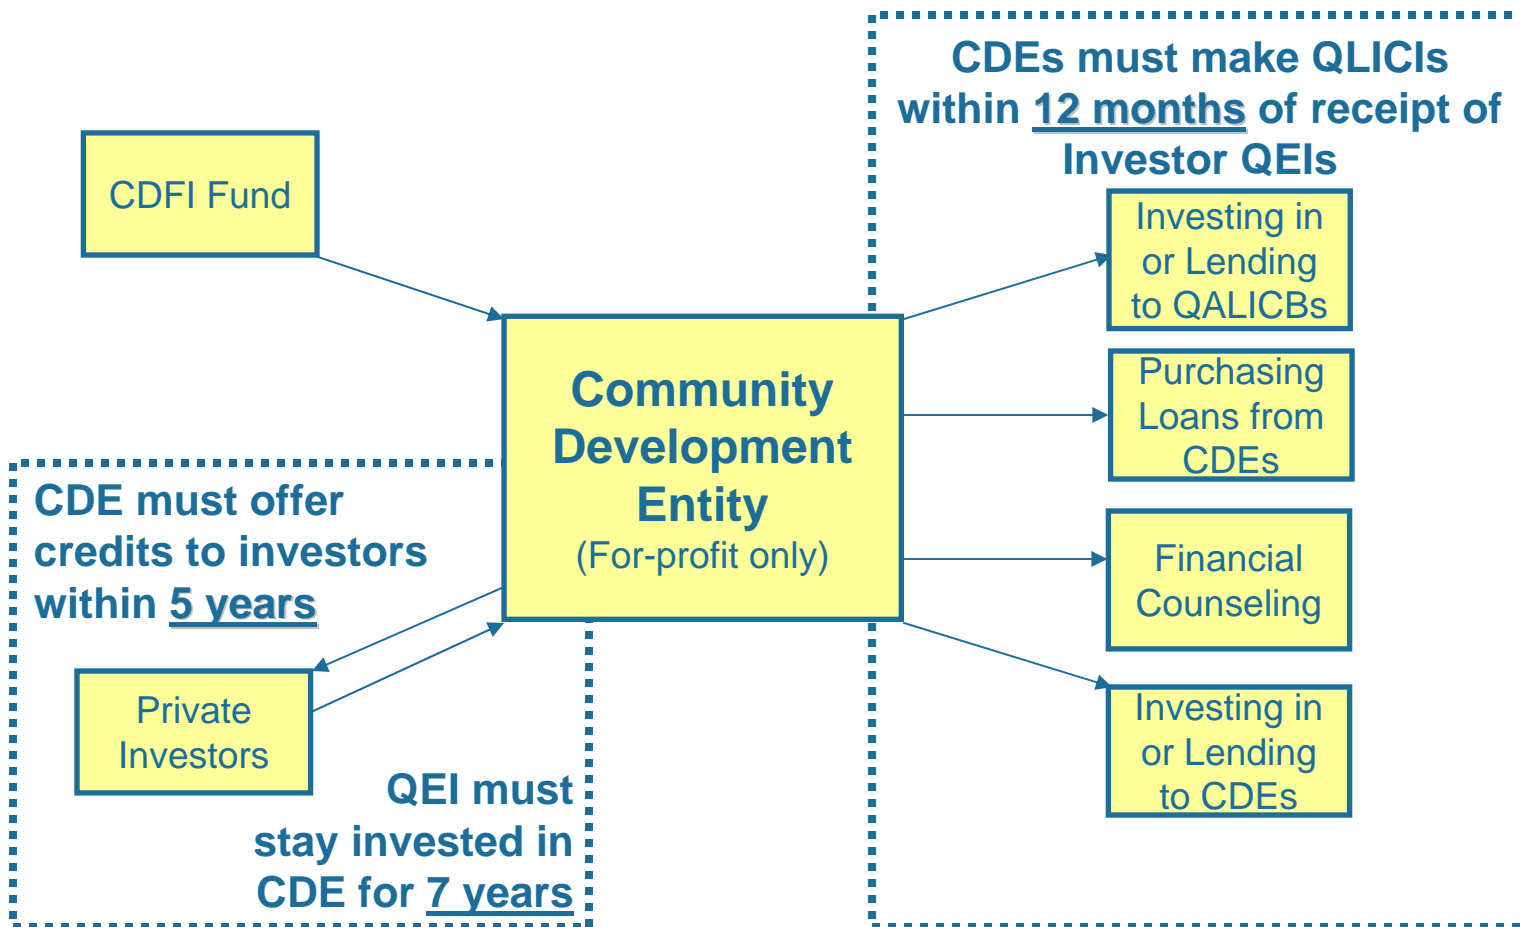 CDEs must make QLICIs
within 12 months of receipt of
Investor QEIs
CDFI Fund
Investing in
or Lending
to QALICBs
Community
Development
Entity
(For-profit only)
Purchasing
Loans from
CDEs
CDE must offer
credits to investors
within 5 years
Financial
Counseling
Private
Investors
Investing in
or Lending
to CDEs
QEI must
stay invested in
CDE for 7 years